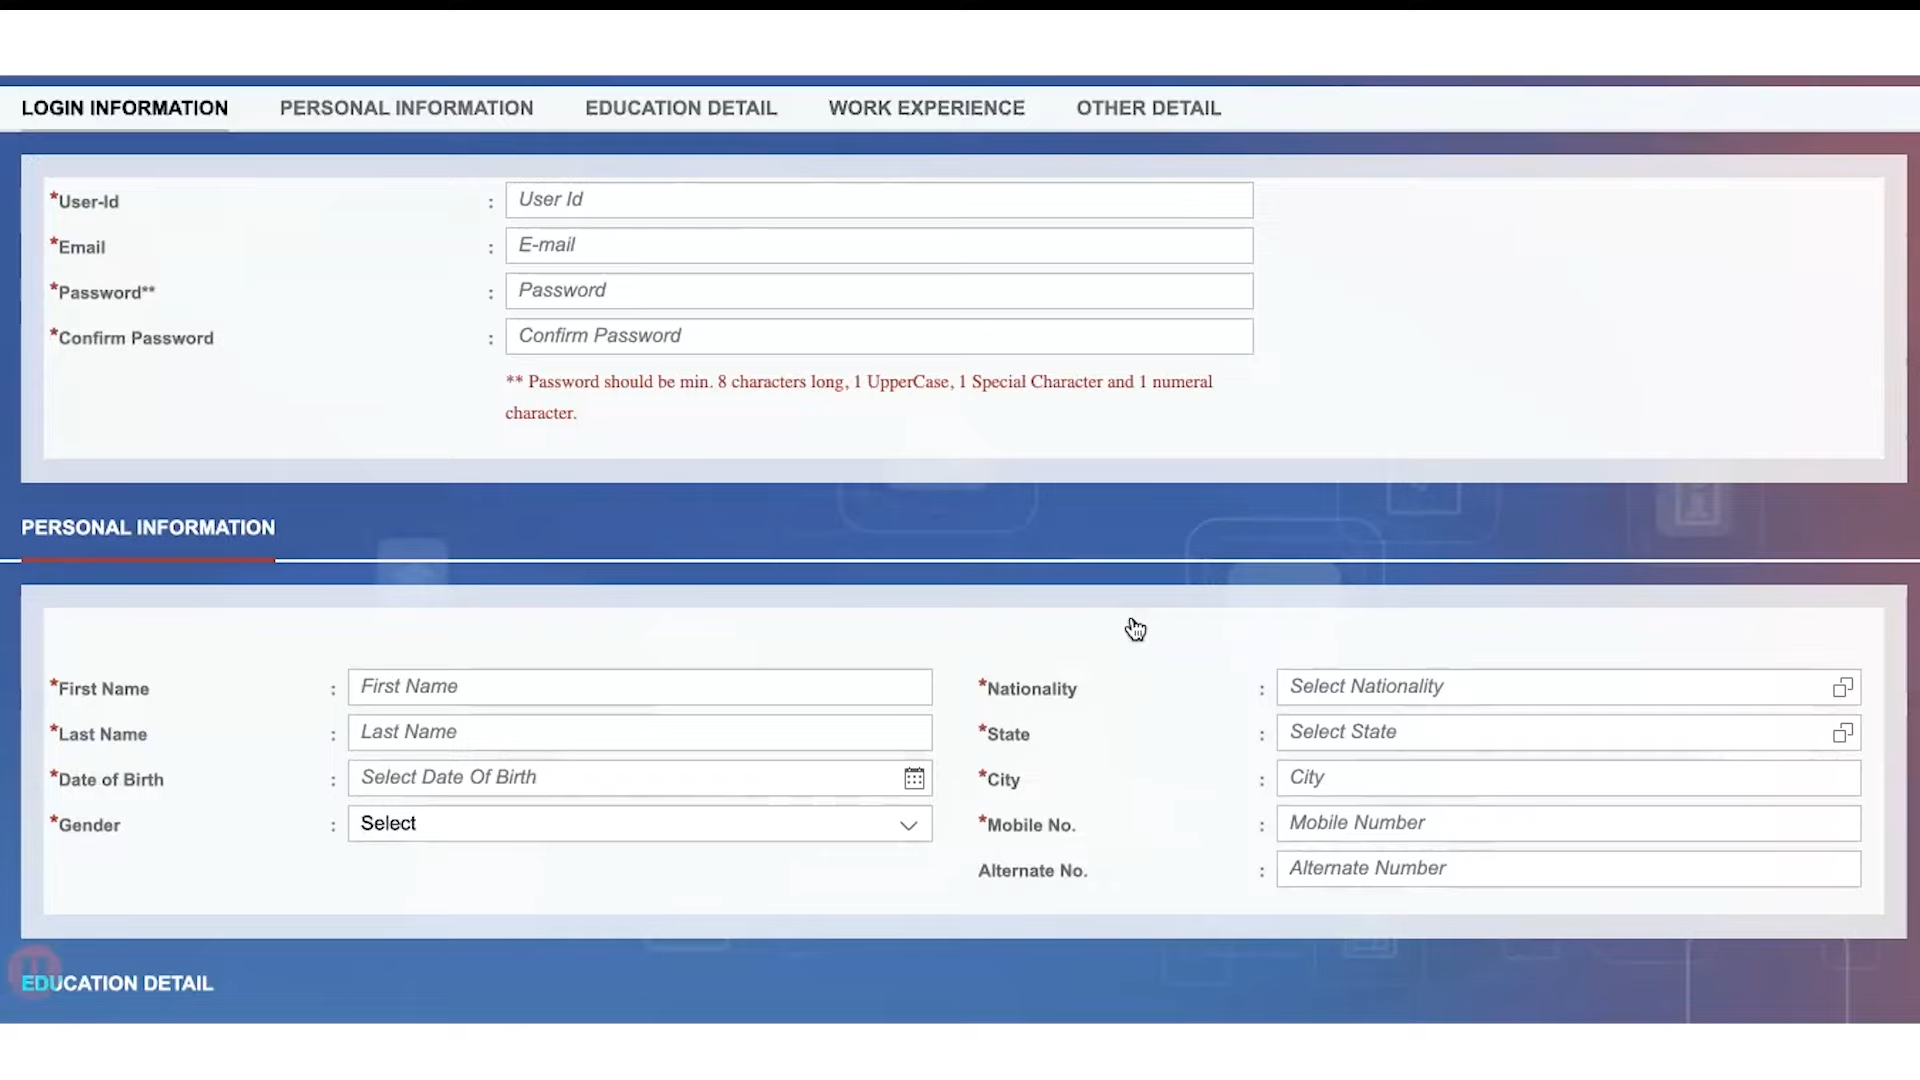 LOGIN INFORMATION PERSONAL INFORMATION EDUCATION DETAIL WORK EXPERIENCE OTHER DETAIL
*User-Id : User Id
*Email : E-mail
*Password** : Password
*Confirm Password : Confirm Password
** Password should be min. 8 characters long, 1 UpperCase, 1 Special Character and 1 numeral
character.
PERSONAL INFORMATION
*First Name : First Name *Nationality : Select Nationality
*Last Name : Last Name *State : Select State
*Date of Birth : Select Date Of Birth *City : City
*Gender : Select *Mobile No. : Mobile Number
Alternate No. : Alternate Number
EDUCATION DETAIL